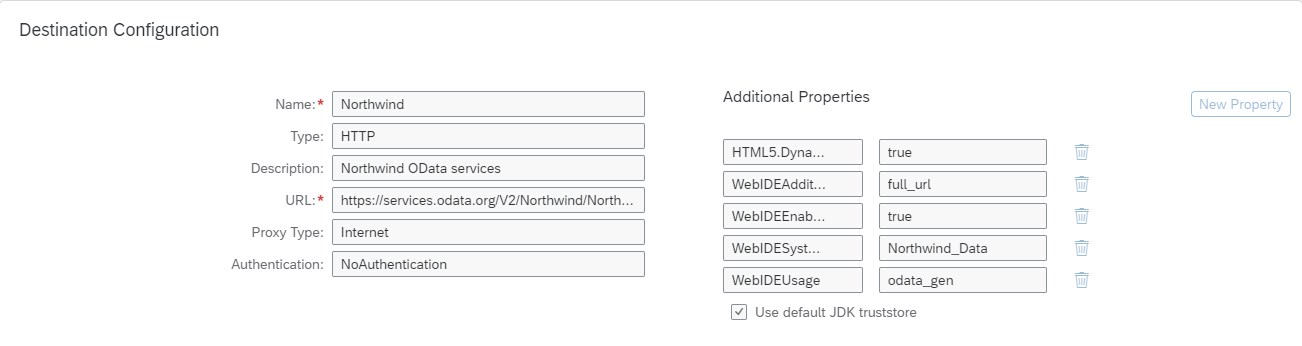 Destination Configuration
Name:* Northwind
Type: HTTP
Description: Northwind OData services
URL:* https://services.odata.org/V2/Northwind/North...
Proxy Type: Internet
Authentication: NoAuthentication
Additional Properties
New Property
HTML5.Dyna... true
WebIDEAddit... full_url
WebIDEEnab... true
WebIDESyst... Northwind_Data
WebIDEUsage odata_gen
Use default JDK truststore